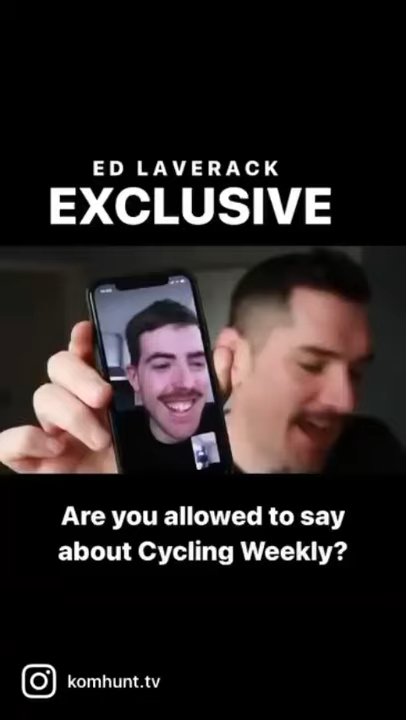 ED LAVERACK
EXCLUSIVE
Are you allowed to say
about Cycling Weekly?
komhunt.tv